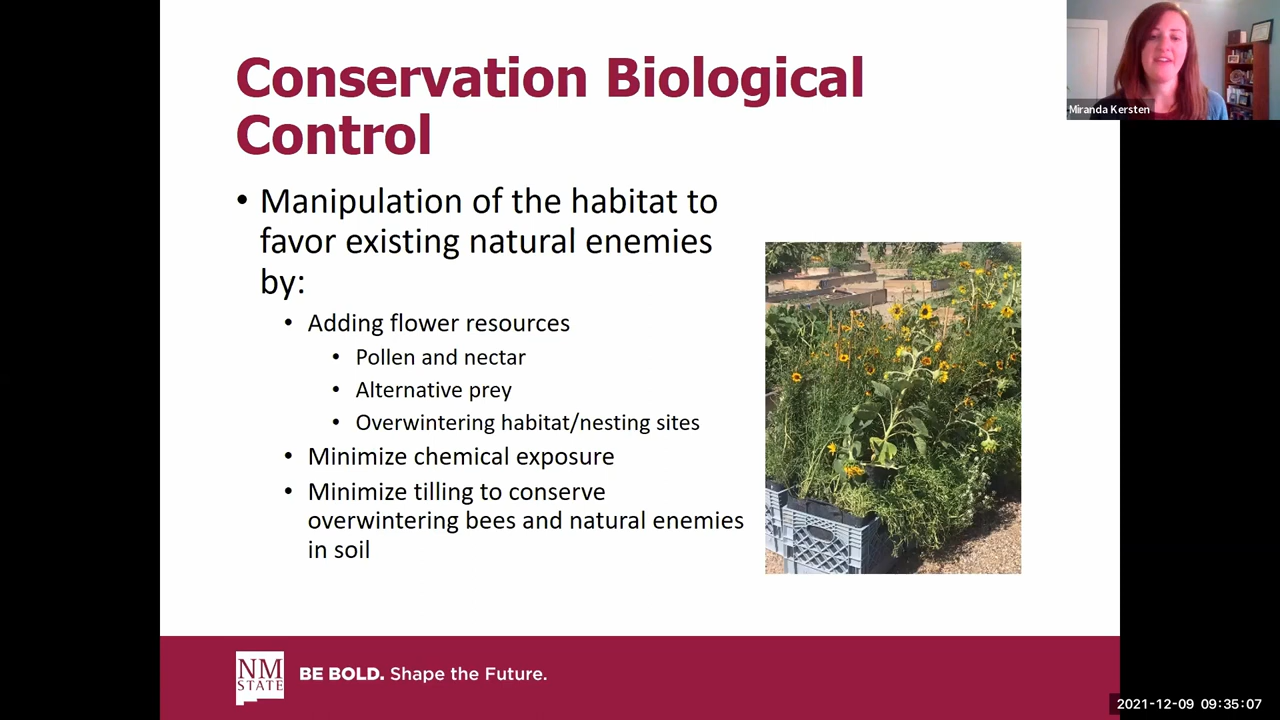 Conservation Biological
Control
• Manipulation of the habitat to
favor existing natural enemies
by:
• Adding flower resources
• Pollen and nectar
• Alternative prey
• Overwintering habitat/nesting sites
• Minimize chemical exposure
• Minimize tilling to conserve
overwintering bees and natural enemies
in soil
NM
STATE
BE BOLD. Shape the Future.
Miranda Kersten
2021-12-09 09:35:07